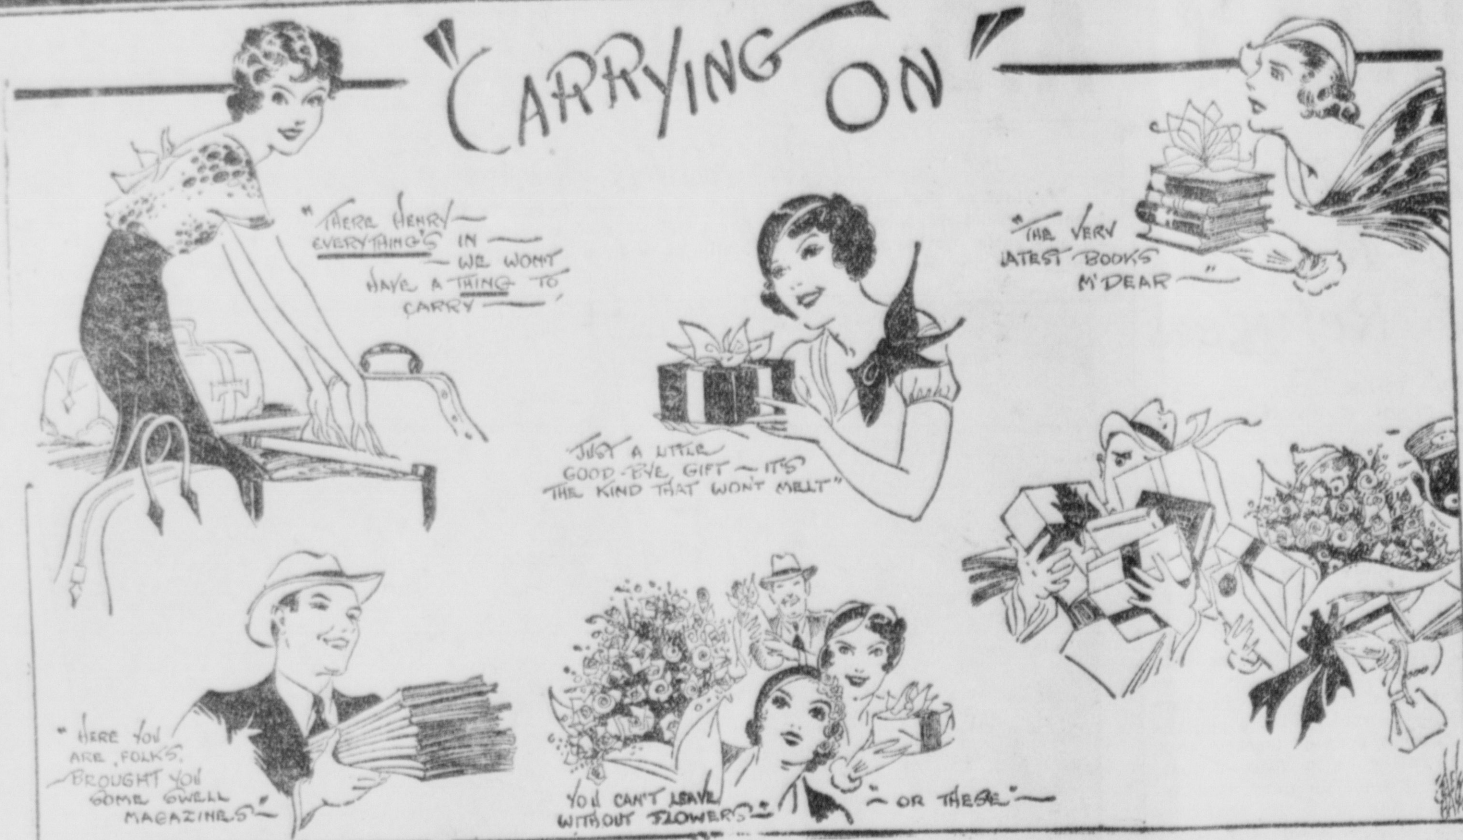 "CARRYING ON"
"THERE HENRY—
EVERYTHING'S IN —
— WE WONT
HAVE A THING TO
CARRY —"
JUST A LITTLE
GOOD-BYE GIFT — IT'S
THE KIND THAT WON'T MELT"
"THE VERY
LATEST BOOKS
M'DEAR —"
"HERE YOU
ARE, FOLKS,
BROUGHT YOU
SOME SWELL
MAGAZINES"—
YOU CAN'T LEAVE
WITHOUT FLOWERS"—
"— OR THESE"—